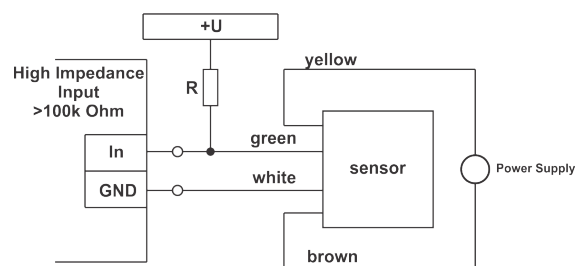 +U
High Impedance
Input
>100k Ohm
R
yellow
In
green
sensor
Power Supply
GND
white
brown